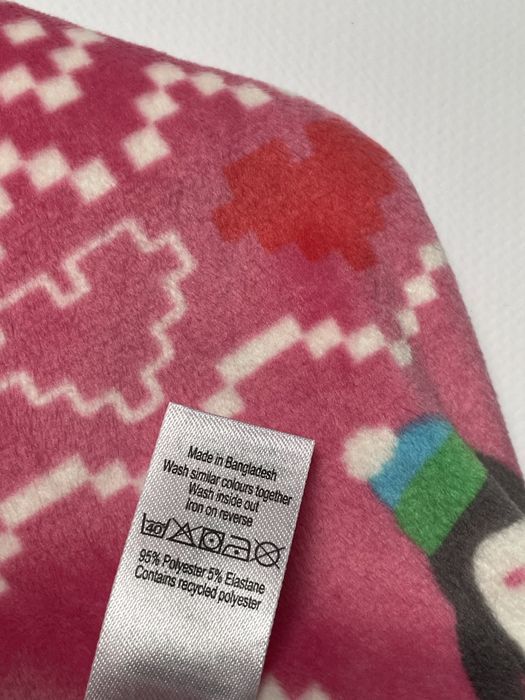 Made in Bangladesh
Wash similar colours together
Wash inside out
Iron on reverse
40
95% Polyester 5% Elastane
Contains recycled polyester